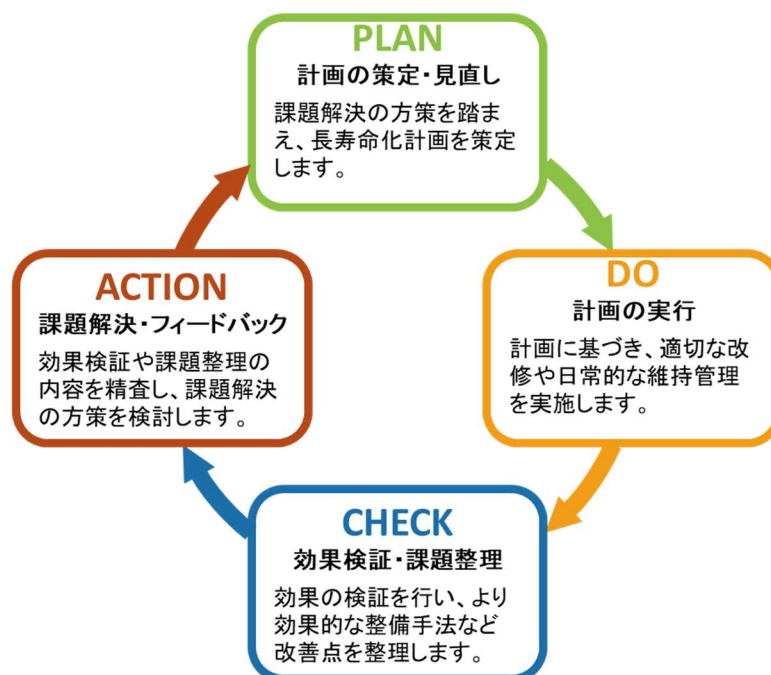 PLAN
計画の策定・見直し
課題解決の方策を踏ま
え、長寿命化計画を策定
します。
ACTION
課題解決・フィードバック
効果検証や課題整理の
内容を精査し、課題解決
の方策を検討します。
DO
計画の実行
計画に基づき、適切な改
修や日常的な維持管理
を実施します。
CHECK
効果検証・課題整理
効果の検証を行い、より
効果的な整備手法など
改善点を整理します。